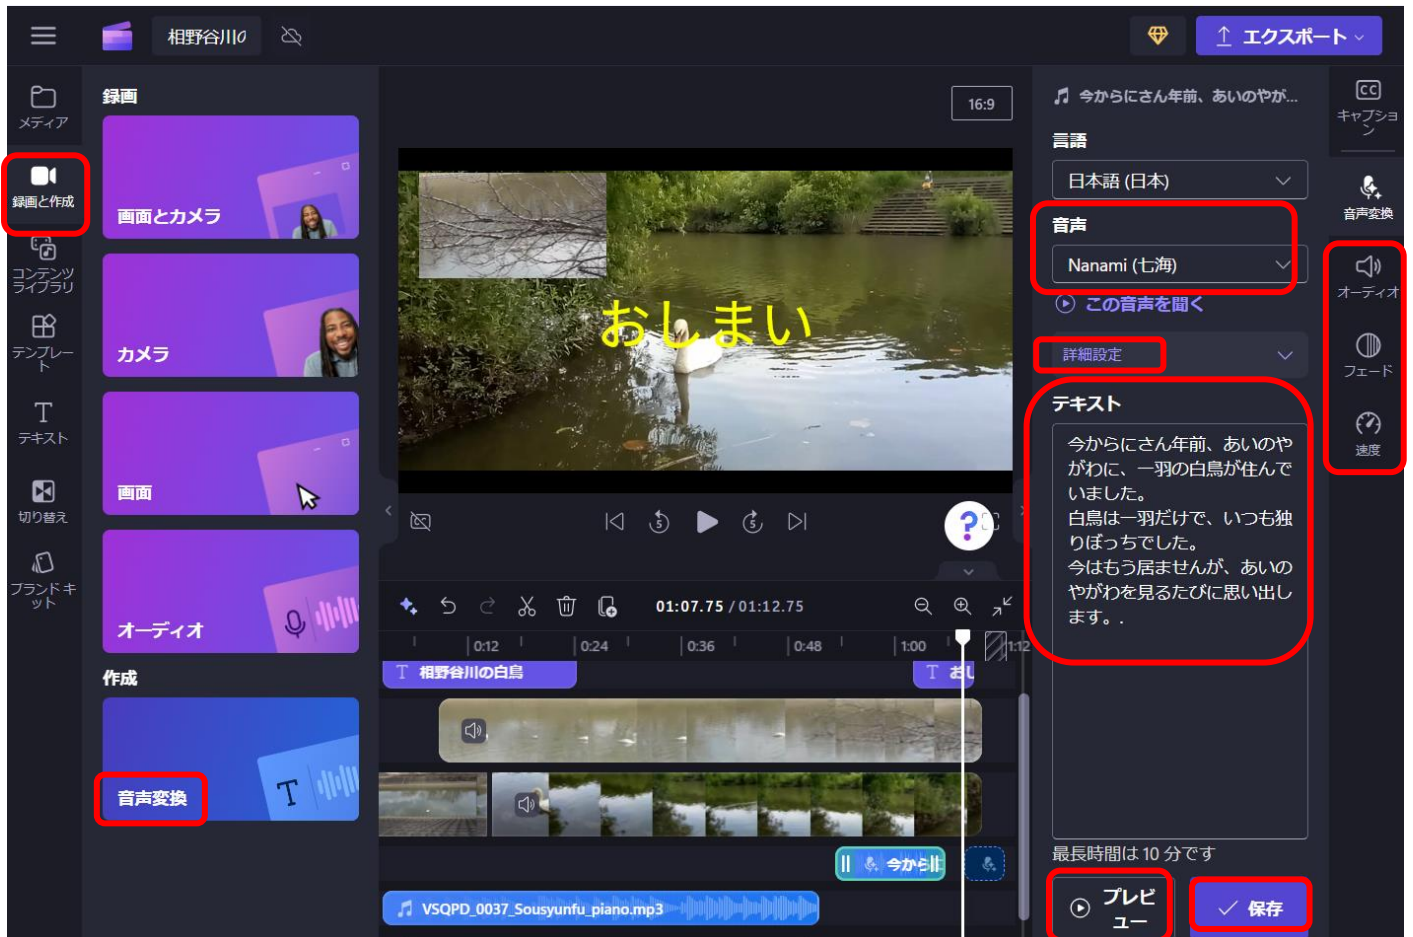 相野谷川の
エクスポート
メディア
録画と作成
コンテンツ
ライブラリ
テンプレー
ト
テキスト
切り替え
ブランド キ
ット
録画
画面とカメラ
カメラ
画面
オーディオ
作成
音声変換
16:9
おしまい
5
5
?
01:07.75 / 01:12.75
0:12
0:24
0:36
0:48
1:00
1:12
相野谷川の白鳥
おし
今から
VSQPD_0037_Sousyunfu_piano.mp3
今からにさん年前、あいのやが...
言語
日本語 (日本)
音声
Nanami (七海)
この音声を聞く
詳細設定
テキスト
今からにさん年前、あいのや
がわに、一羽の白鳥が住んで
いました。
白鳥は一羽だけで、いつも独
りぼっちでした。
今はもう居ませんが、あいの
やがわを見るたびに思い出し
ます。.
最長時間は 10 分です
プレビ
ュー
保存
CC
キャプショ
ン
音声変換
オーディオ
フェード
速度